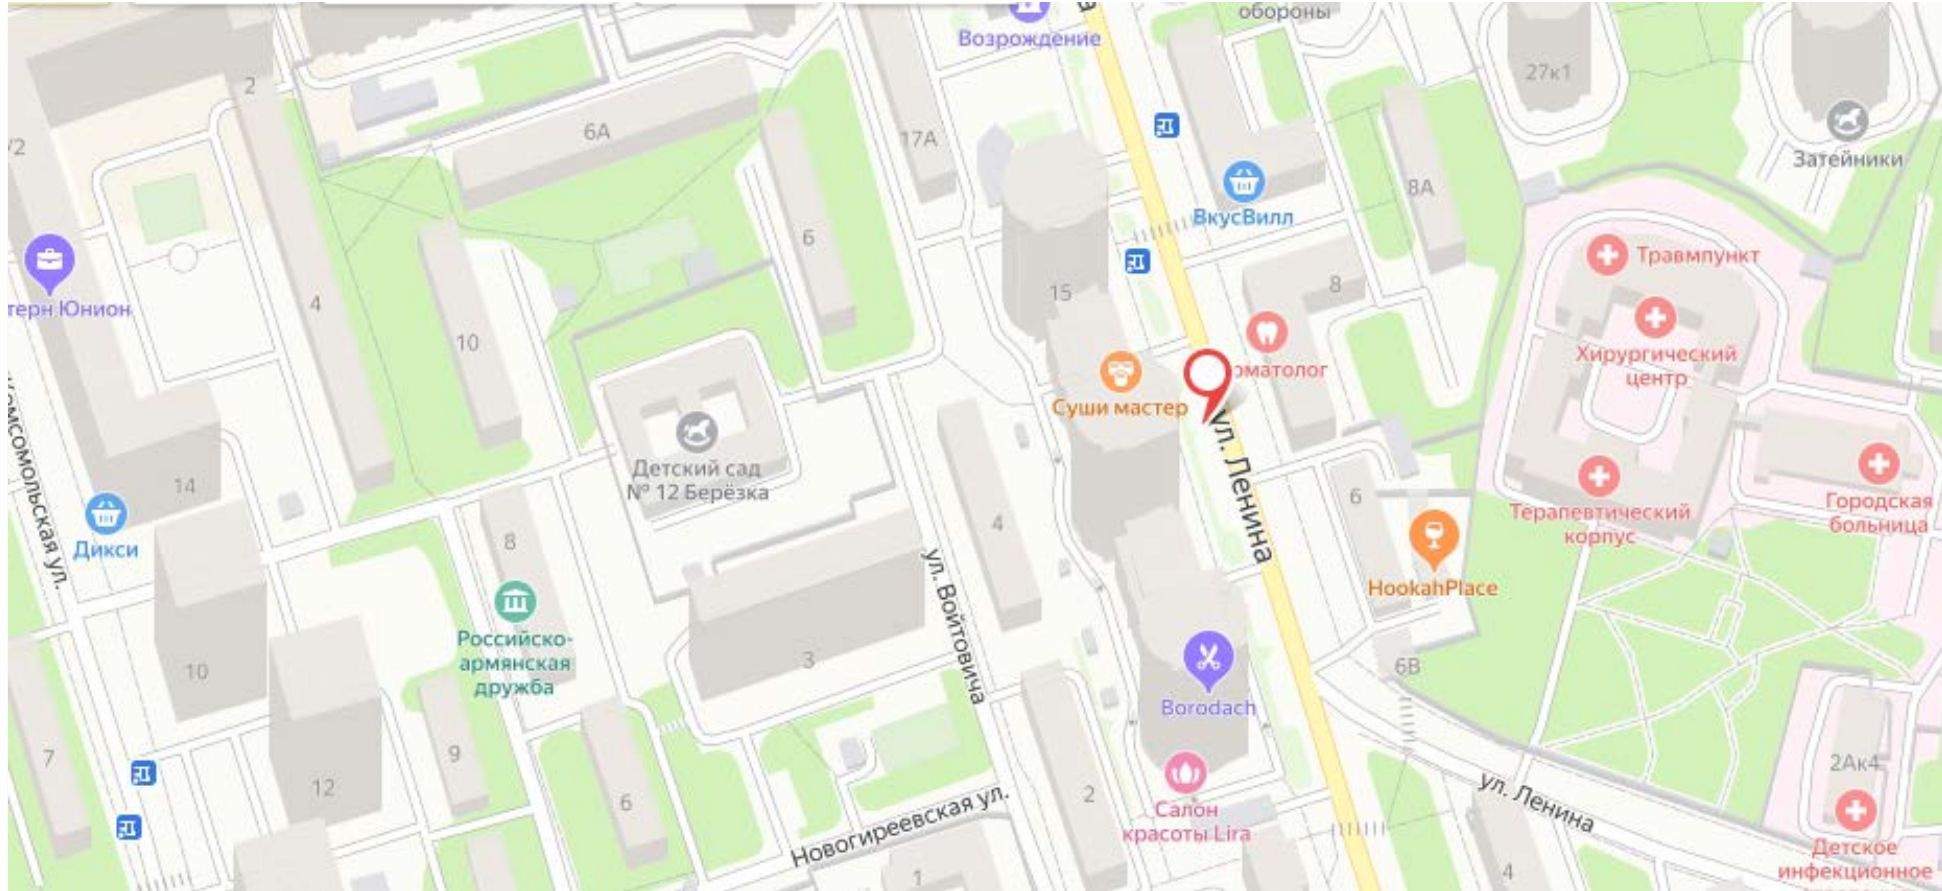 обороны
Возрождение
2
27к1
6А
17А
/2
Затейники
8А
ВкусВилл
6
Травмпункт
15
8
4
терн Юнион
10
Хирургический
центр
оматолог
Суши мастер
ул. Ленина
Комсомольская ул.
Детский сад
№ 12 Берёзка
14
6
Городская
больница
Терапевтический
корпус
4
8
Дикси
HookahPlace
ул. Войтовича
Российско-
армянская
дружба
3
10
6В
Borodach
7
9
12
6
2
2Ак4
ул. Ленина
Салон
красоты Lira
Новогиреевская ул.
Детское
инфекционное
1
4